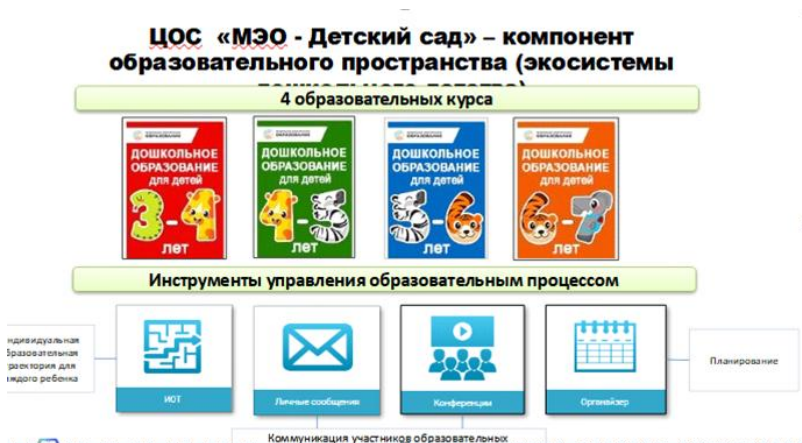 ЦОС «МЭО - Детский сад» – компонент
образовательного пространства (экосистемы
4 образовательных курса
ДОШКОЛЬНОЕ
ОБРАЗОВАНИЕ
для детей
3-4
лет
ДОШКОЛЬНОЕ
ОБРАЗОВАНИЕ
для детей
4-5
лет
ДОШКОЛЬНОЕ
ОБРАЗОВАНИЕ
для детей
5-6
лет
ДОШКОЛЬНОЕ
ОБРАЗОВАНИЕ
для детей
6-7
лет
Инструменты управления образовательным процессом
ндивидуальная
бразовательная
раектория для
ждого ребенка
ИОТ
Личные сообщения
Конференции
Органайзер
Планирование
Коммуникация участников образовательных